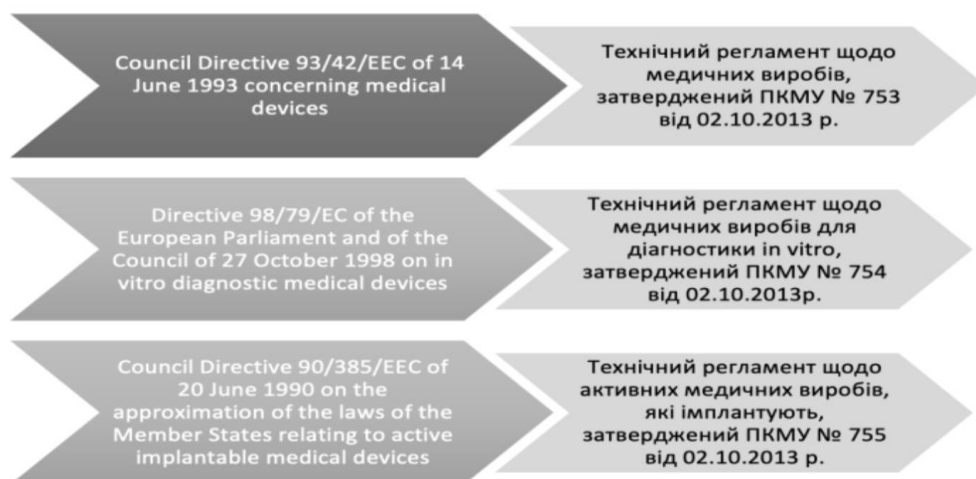 Council Directive 93/42/EEC of 14
June 1993 concerning medical
devices
Технічний регламент щодо
медичних виробів,
затверджений ПКМУ № 753
від 02.10.2013 р.
Directive 98/79/EC of the
European Parliament and of the
Council of 27 October 1998 on in
vitro diagnostic medical devices
Технічний регламент щодо
медичних виробів для
діагностики in vitro,
затверджений ПКМУ № 754
від 02.10.2013р.
Council Directive 90/385/EEC of
20 June 1990 on the
approximation of the laws of the
Member States relating to active
implantable medical devices
Технічний регламент щодо
активних медичних виробів,
які імплантують,
затверджений ПКМУ № 755
від 02.10.2013 р.